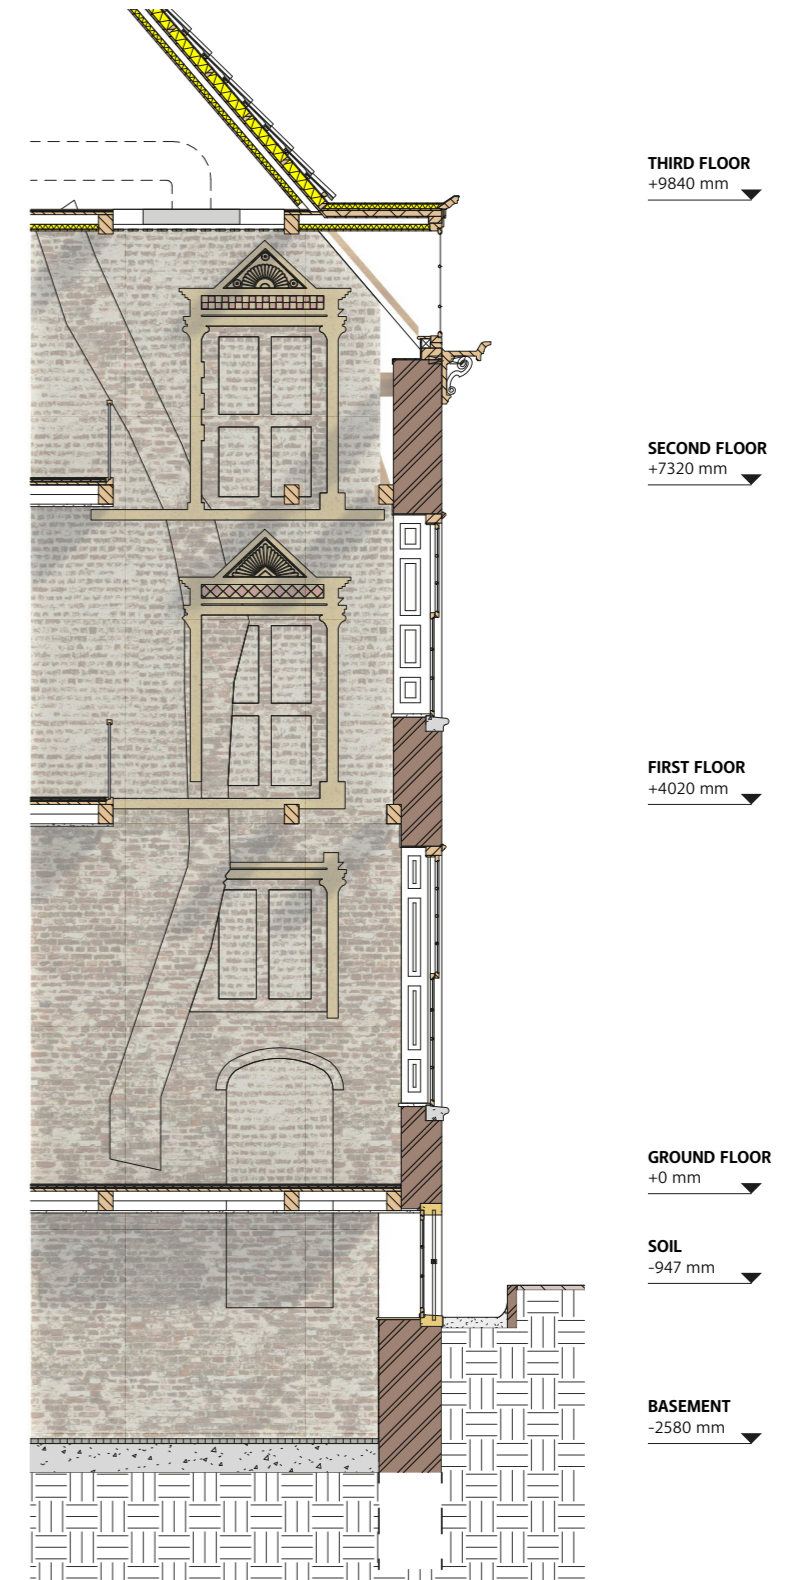 THIRD FLOOR
+9840 mm
SECOND FLOOR
+7320 mm
FIRST FLOOR
+4020 mm
GROUND FLOOR
+0 mm
SOIL
-947 mm
BASEMENT
-2580 mm